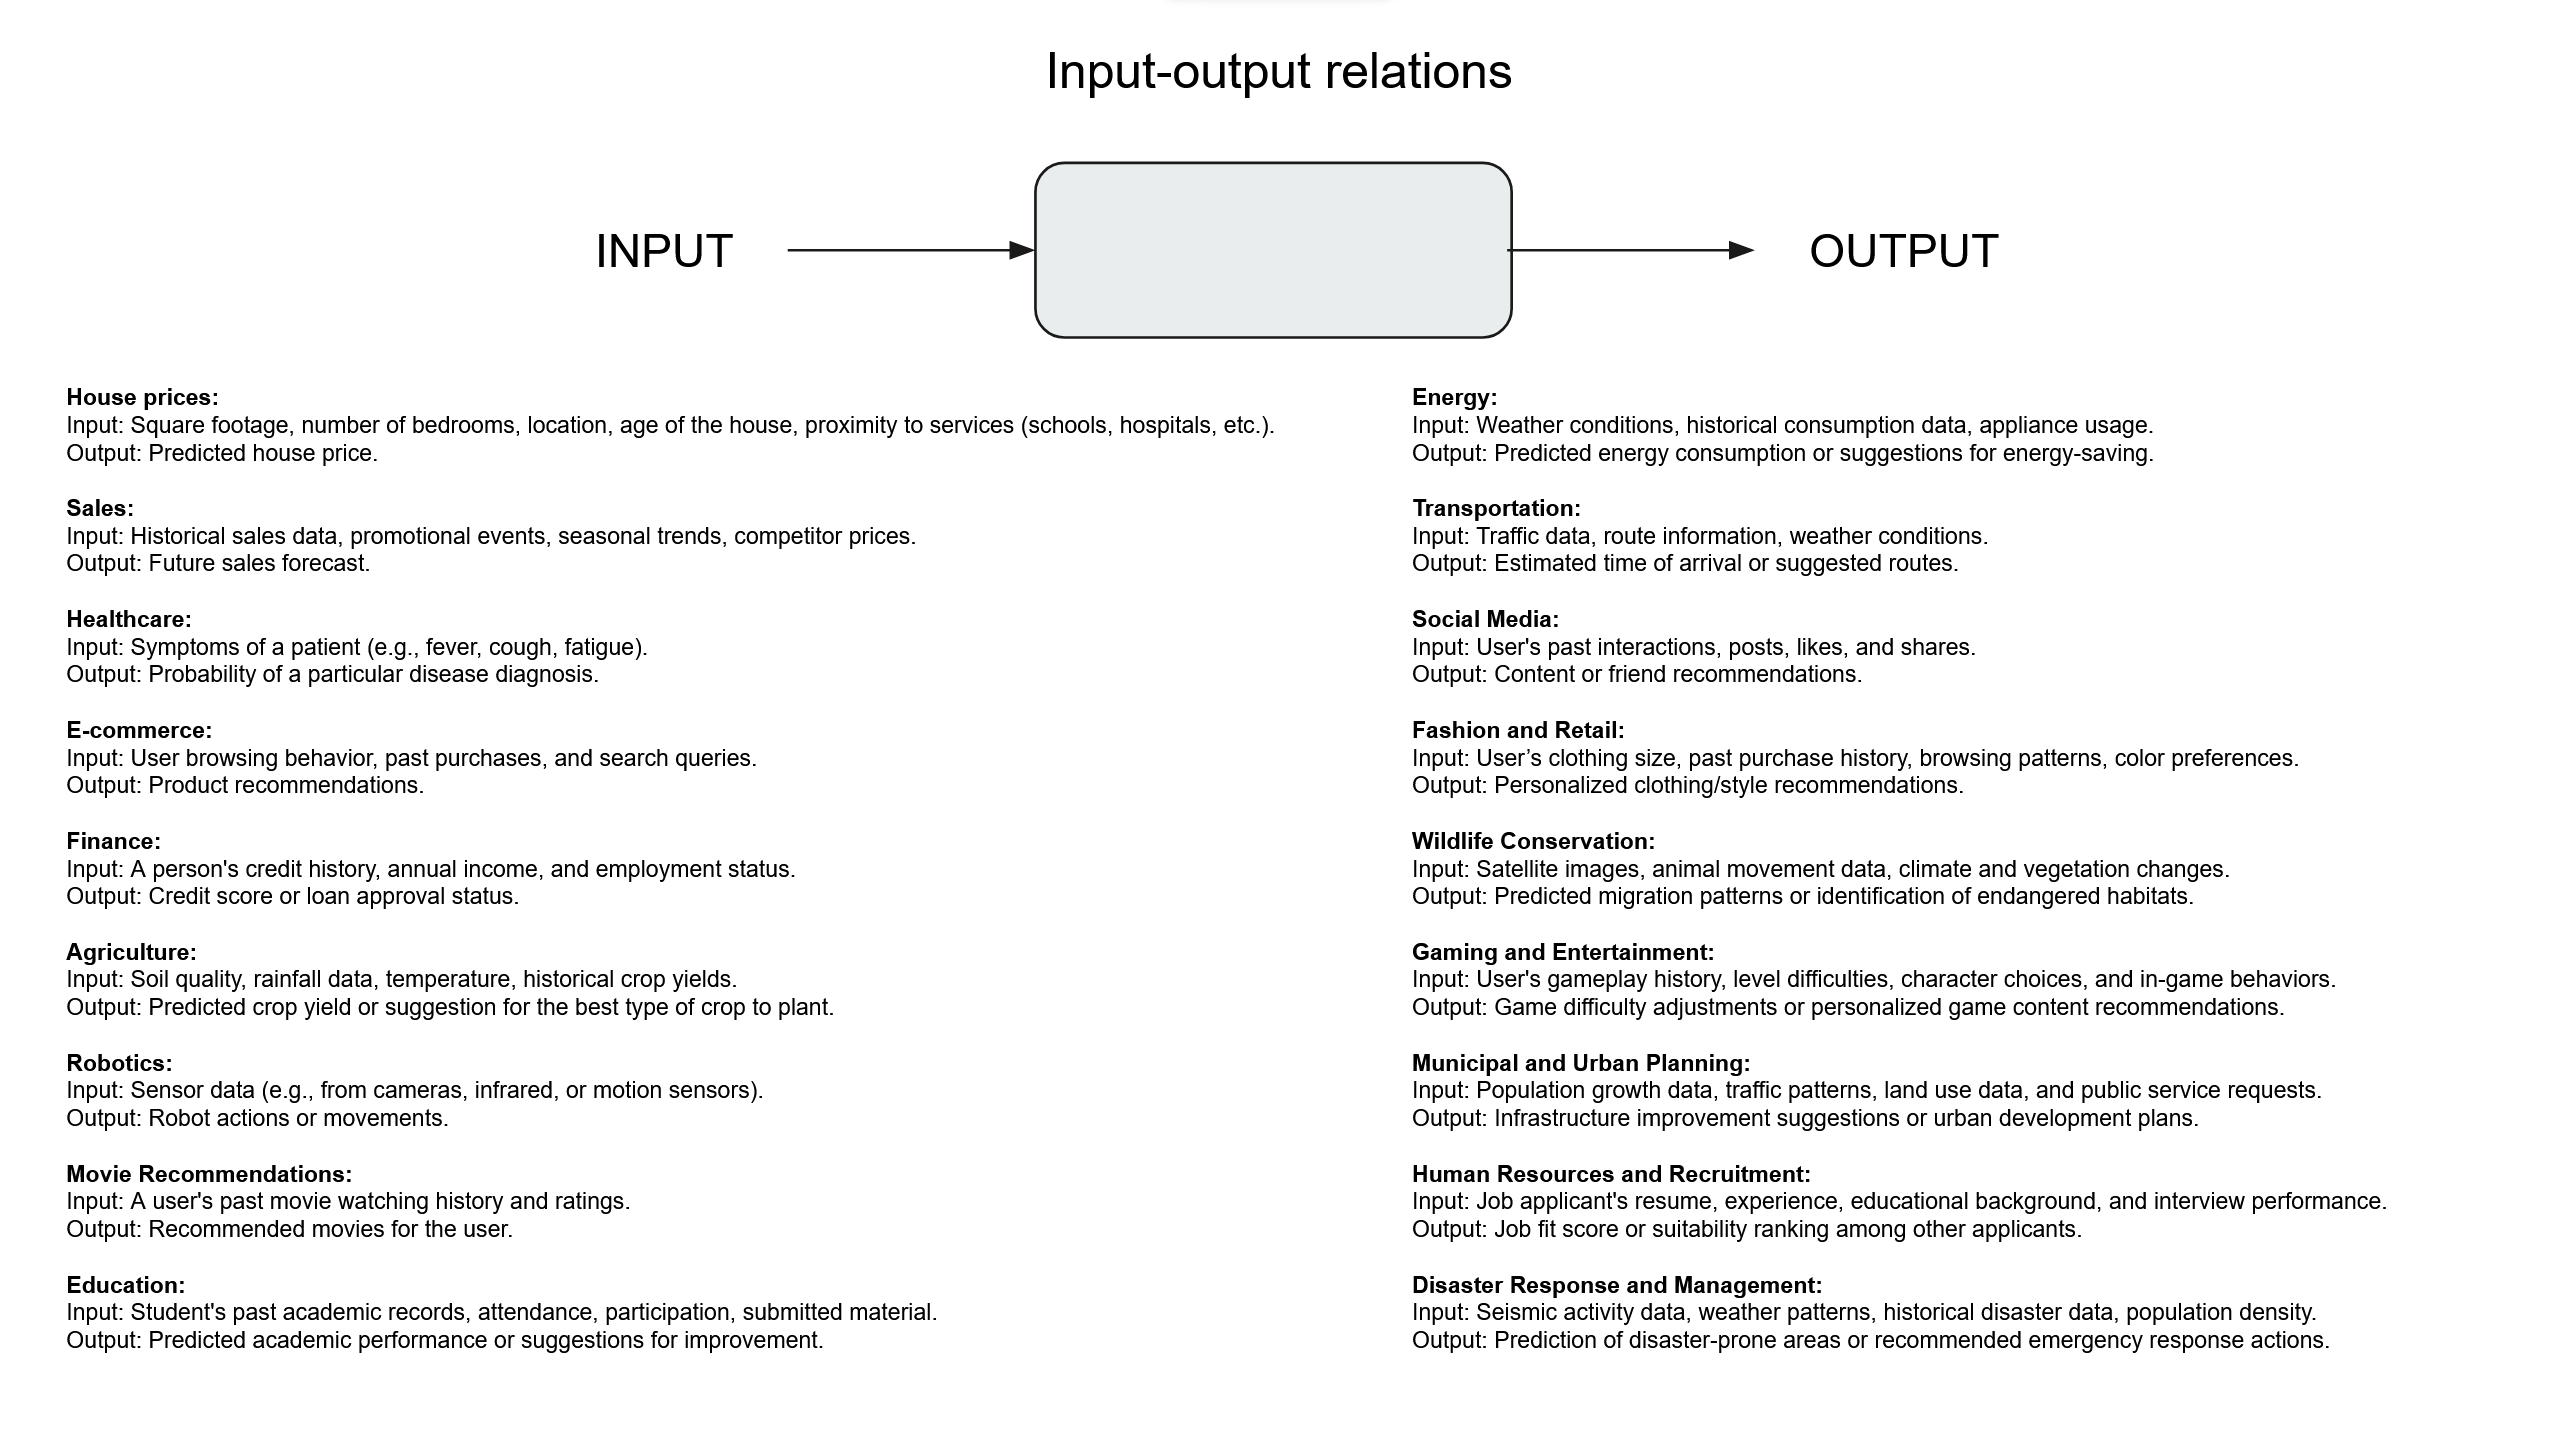 Input-output relations
INPUT
OUTPUT
House prices:
Input: Square footage, number of bedrooms, location, age of the house, proximity to services (schools, hospitals, etc.).
Output: Predicted house price.
Sales:
Input: Historical sales data, promotional events, seasonal trends, competitor prices.
Output: Future sales forecast.
Healthcare:
Input: Symptoms of a patient (e.g., fever, cough, fatigue).
Output: Probability of a particular disease diagnosis.
E-commerce:
Input: User browsing behavior, past purchases, and search queries.
Output: Product recommendations.
Finance:
Input: A person's credit history, annual income, and employment status.
Output: Credit score or loan approval status.
Agriculture:
Input: Soil quality, rainfall data, temperature, historical crop yields.
Output: Predicted crop yield or suggestion for the best type of crop to plant.
Robotics:
Input: Sensor data (e.g., from cameras, infrared, or motion sensors).
Output: Robot actions or movements.
Movie Recommendations:
Input: A user's past movie watching history and ratings.
Output: Recommended movies for the user.
Education:
Input: Student's past academic records, attendance, participation, submitted material.
Output: Predicted academic performance or suggestions for improvement.
Energy:
Input: Weather conditions, historical consumption data, appliance usage.
Output: Predicted energy consumption or suggestions for energy-saving.
Transportation:
Input: Traffic data, route information, weather conditions.
Output: Estimated time of arrival or suggested routes.
Social Media:
Input: User's past interactions, posts, likes, and shares.
Output: Content or friend recommendations.
Fashion and Retail:
Input: User’s clothing size, past purchase history, browsing patterns, color preferences.
Output: Personalized clothing/style recommendations.
Wildlife Conservation:
Input: Satellite images, animal movement data, climate and vegetation changes.
Output: Predicted migration patterns or identification of endangered habitats.
Gaming and Entertainment:
Input: User's gameplay history, level difficulties, character choices, and in-game behaviors.
Output: Game difficulty adjustments or personalized game content recommendations.
Municipal and Urban Planning:
Input: Population growth data, traffic patterns, land use data, and public service requests.
Output: Infrastructure improvement suggestions or urban development plans.
Human Resources and Recruitment:
Input: Job applicant's resume, experience, educational background, and interview performance.
Output: Job fit score or suitability ranking among other applicants.
Disaster Response and Management:
Input: Seismic activity data, weather patterns, historical disaster data, population density.
Output: Prediction of disaster-prone areas or recommended emergency response actions.